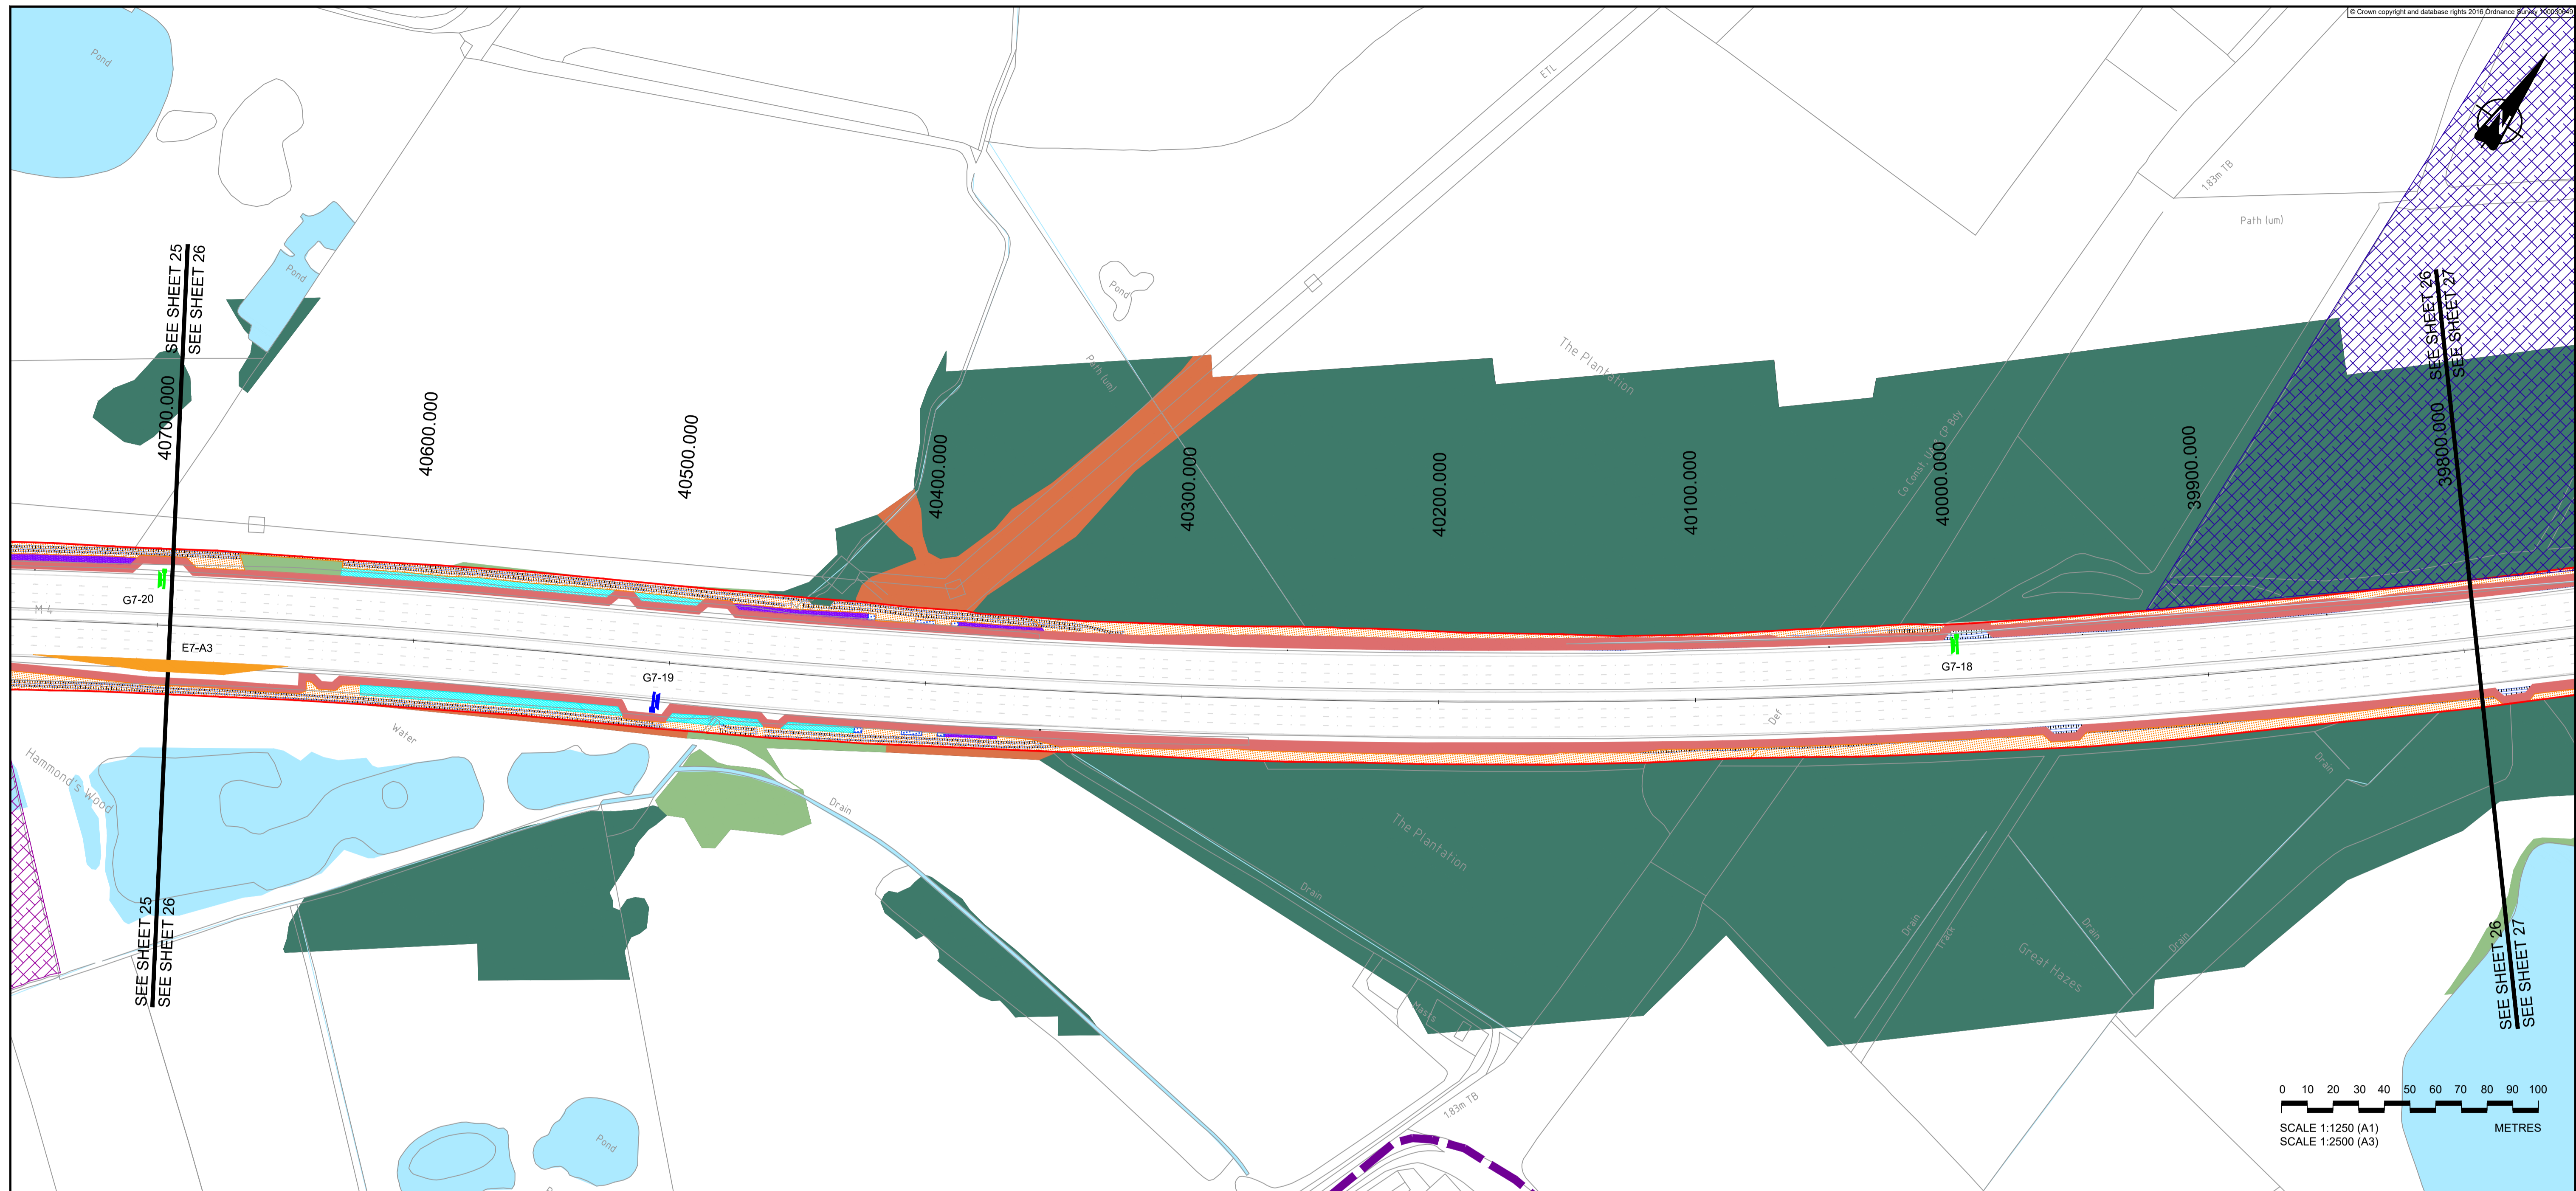 © Crown copyright and database rights 2016 Ordnance Survey
Pond
ETL
1.83m TB
Path (um)
Pond
Pond
SEE SHEET 25
SEE SHEET 26
SEE SHEET 26
SEE SHEET 27
The Plantation
Path (um)
40700.000
40600.000
40500.000
40400.000
40300.000
40200.000
40100.000
40000.000
39900.000
39800.000
Co Const, UA & CP Bdy
G7-20
M 4
E7-A3
G7-19
G7-18
Def
Water
Hammond's Wood
Drain
Drain
The Plantation
Drain
Drain
Track
Drain
Drain
Great Hazes
SEE SHEET 25
SEE SHEET 26
SEE SHEET 26
SEE SHEET 27
Masts
1.83m TB
Pond
0 10 20 30 40 50 60 70 80 90 100
SCALE 1:1250 (A1)
METRES
SCALE 1:2500 (A3)